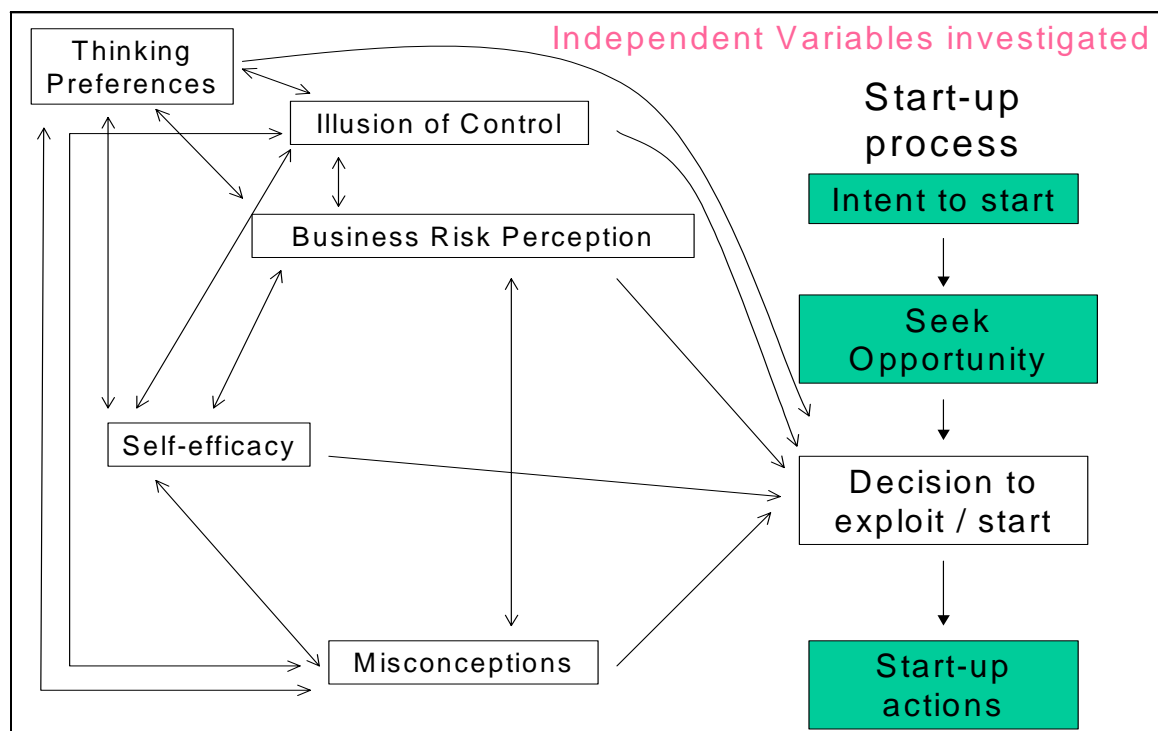 Independent Variables investigated
Thinking
Preferences
Illusion of Control
Business Risk Perception
Self-efficacy
Misconceptions
Start-up
process
Intent to start
Seek
Opportunity
Decision to
exploit / start
Start-up
actions